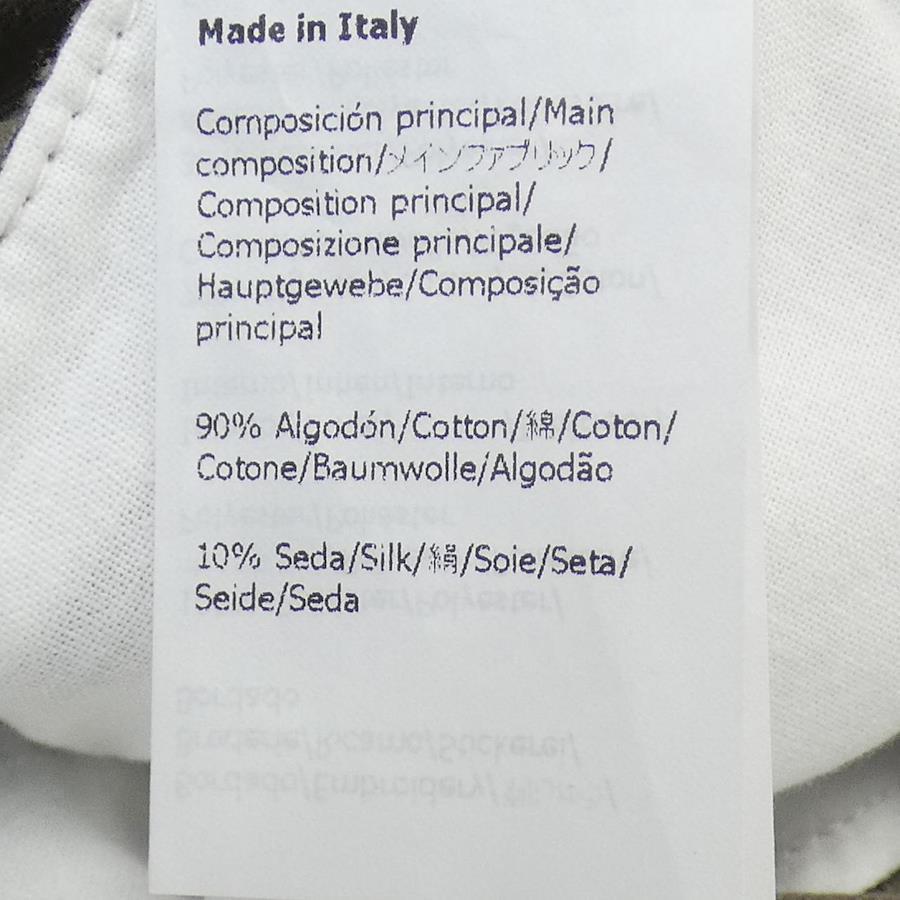 Made in Italy
Composición principal/Main
composition/メインファブリック/
Composition principal/
Composizione principale/
Hauptgewebe/Composição
principal
90% Algodón/Cotton/綿/Coton/
Cotone/Baumwolle/Algodão
10% Seda/Silk/絹/Soie/Seta/
Seide/Seda